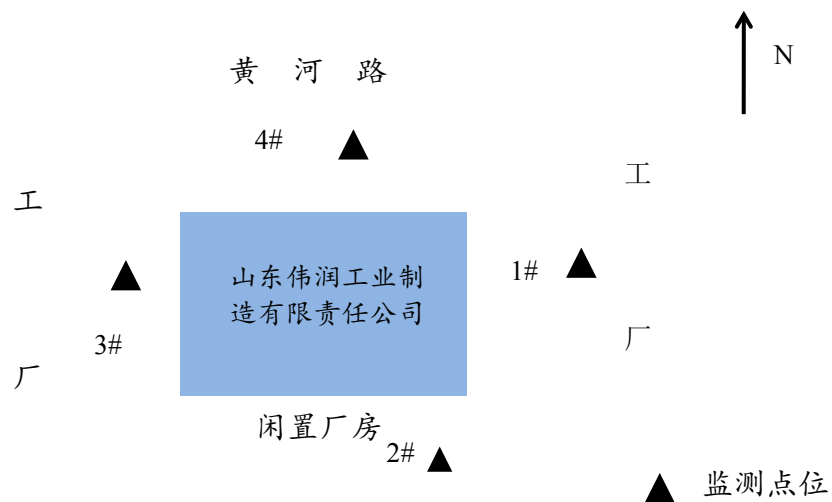 N
黄 河 路
4#
工
工
山东伟润工业制
造有限责任公司
1#
厂
3#
厂
闲置厂房
2#
监测点位